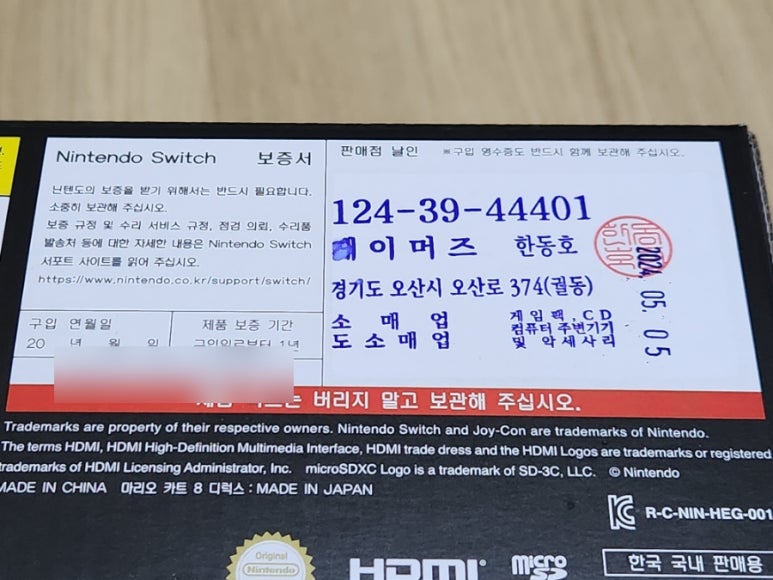 Nintendo Switch 보증서
닌텐도의 보증을 받기 위해서는 반드시 필요합니다.
소중히 보관해 주십시오.
보증 규정 및 수리 서비스 규정, 점검 의뢰, 수리품
발송처 등에 대한 자세한 내용은 Nintendo Switch
서포트 사이트를 읽어 주십시오.
https://www.nintendo.co.kr/support/switch/
구입 연월일
20 년 월 일
제품 보증 기간
구입일로부터 1년
판매점 날인 ※구입 영수증도 반드시 함께 보관해 주십시오.
124-39-44401
게이머즈 한동호
경기도 오산시 오산로 374(궐동)
소 매 업 게임팩,CD
도소매업 컴퓨터주변기기
및 악세사리
2024. 05. 05
버리지 말고 보관해 주십시오.
Trademarks are property of their respective owners. Nintendo Switch and Joy-Con are trademarks of Nintendo.
The terms HDMI, HDMI High-Definition Multimedia Interface, HDMI trade dress and the HDMI Logos are trademarks or registered
trademarks of HDMI Licensing Administrator, Inc. microSDXC Logo is a trademark of SD-3C, LLC. © Nintendo
MADE IN CHINA 마리오 카트 8 디럭스 : MADE IN JAPAN
R-C-NIN-HEG-001
Original
Nintendo
HDMI
micro
한국 국내 판매용